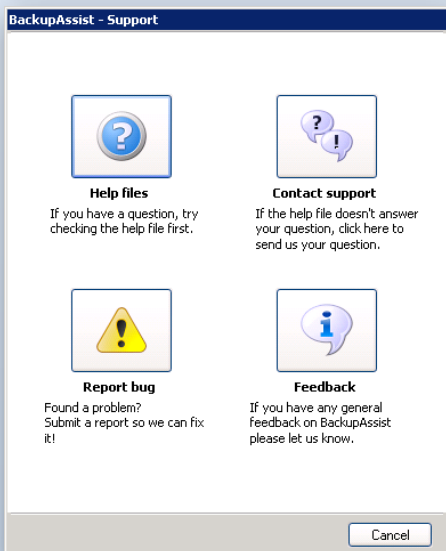 BackupAssist - Support
?
Help files
If you have a question, try
checking the help file first.
? !
Contact support
If the help file doesn't answer
your question, click here to
send us your question.
!
Report bug
Found a problem?
Submit a report so we can fix
it!
i
Feedback
If you have any general
feedback on BackupAssist
please let us know.
Cancel